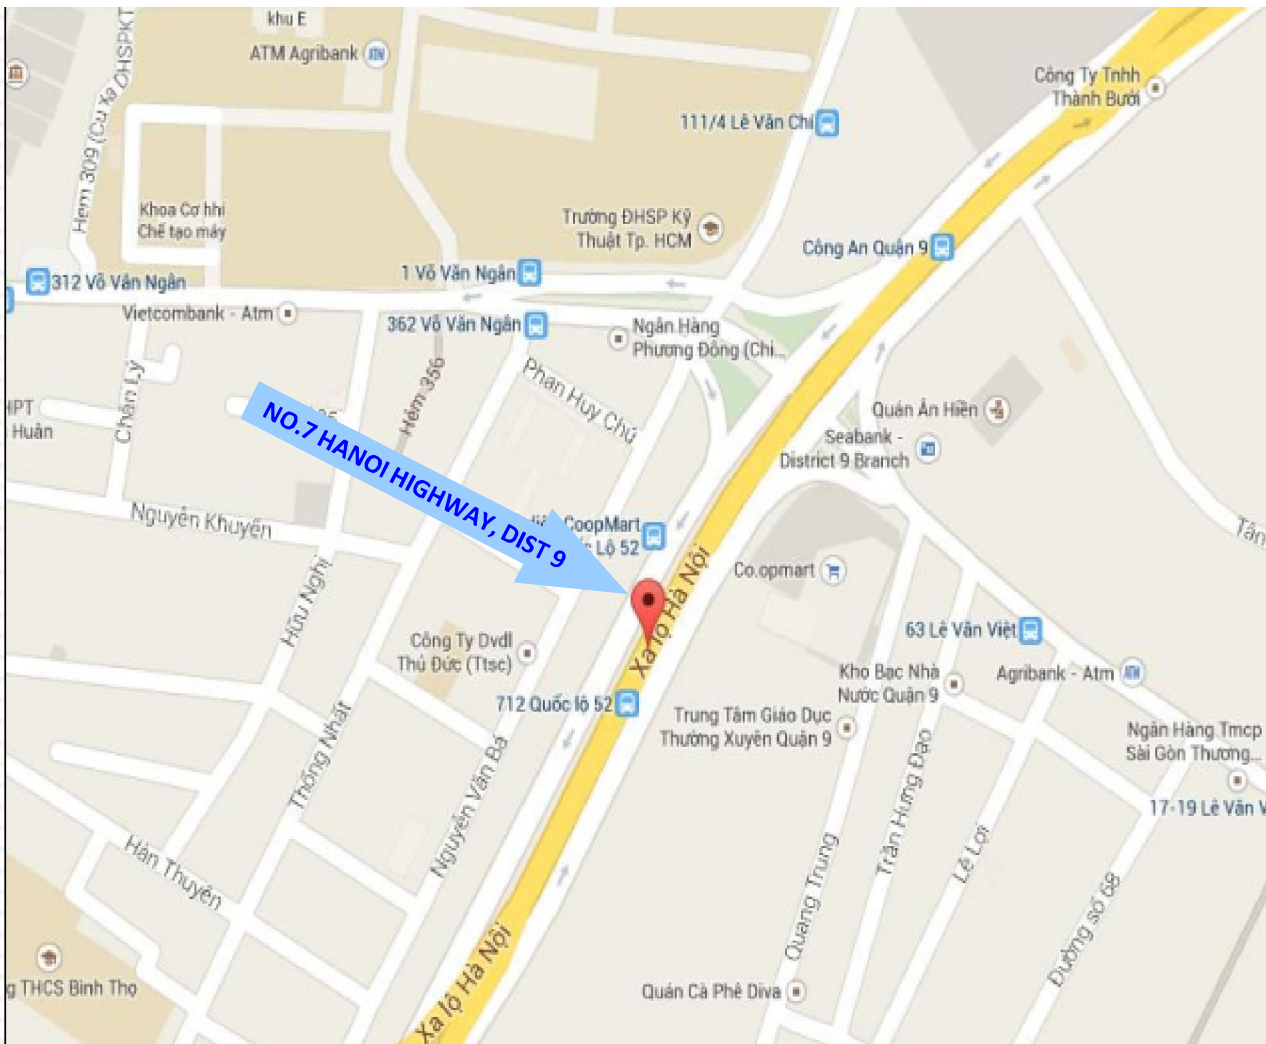 khu E
ATM Agribank
Hẻm 309 (Cư Xá ĐHSPKT
Công Ty Tnhh
Thành Bưởi
111/4 Lê Văn Chí
Khoa Cơ hhí
Chế tạo máy
Trường ĐHSP Kỹ
Thuật Tp. HCM
Công An Quận 9
312 Võ Văn Ngân
1 Võ Văn Ngân
Vietcombank - Atm
362 Võ Văn Ngân
Ngân Hàng
Phương Đông (Chi...
Chân Lý
Hẻm 356
Phan Huy Chú
HPT
Huân
NO.7 HANOI HIGHWAY, DIST 9
Quán Ăn Hiền
Seabank -
District 9 Branch
Nguyễn Khuyến
CoopMart
Lộ 52
Tân
Co.opmart
Xa lộ Hà Nội
Hữu Nghị
Công Ty Dvdl
Thủ Đức (Ttsc)
63 Lê Văn Việt
Kho Bạc Nhà
Nước Quận 9
Agribank - Atm
712 Quốc lộ 52
Trung Tâm Giáo Dục
Thường Xuyên Quận 9
Ngân Hàng Tmcp
Sài Gòn Thương...
17-19 Lê Văn V
Thống Nhất
Nguyễn Văn Bá
Hàn Thuyên
Trần Hưng Đạo
Lê Lợi
Quang Trung
Đường số 68
Xa lộ Hà Nội
g THCS Bình Thọ
Quán Cà Phê Diva